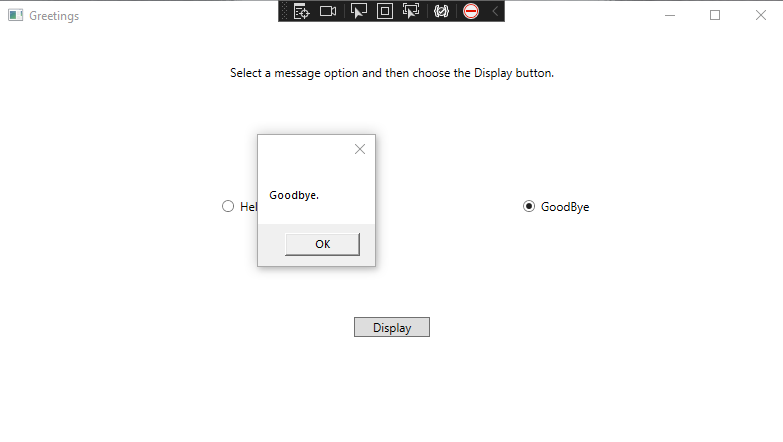 Greetings
Select a message option and then choose the Display button.
Goodbye.
Hel
GoodBye
OK
Display